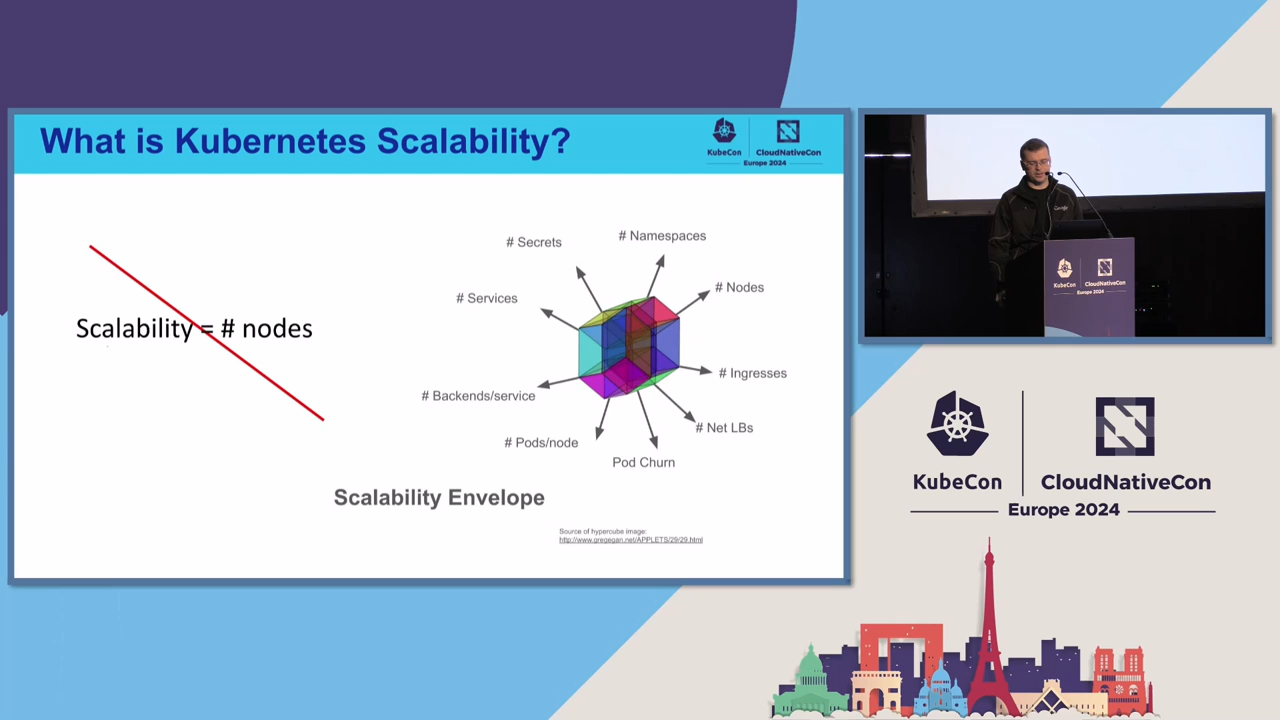 What is Kubernetes Scalability?
KubeCon
CloudNativeCon
Europe 2024
Scalability = # nodes
# Secrets
# Namespaces
# Services
# Nodes
# Ingresses
# Backends/service
# Net LBs
# Pods/node
Pod Churn
Scalability Envelope
Source of hypercube image:
http://www.gregegan.net/APPLETS/29/29.html
Google
KubeCon
CloudNativeCon
Europe 2024
KubeCon
CloudNativeCon
Europe 2024